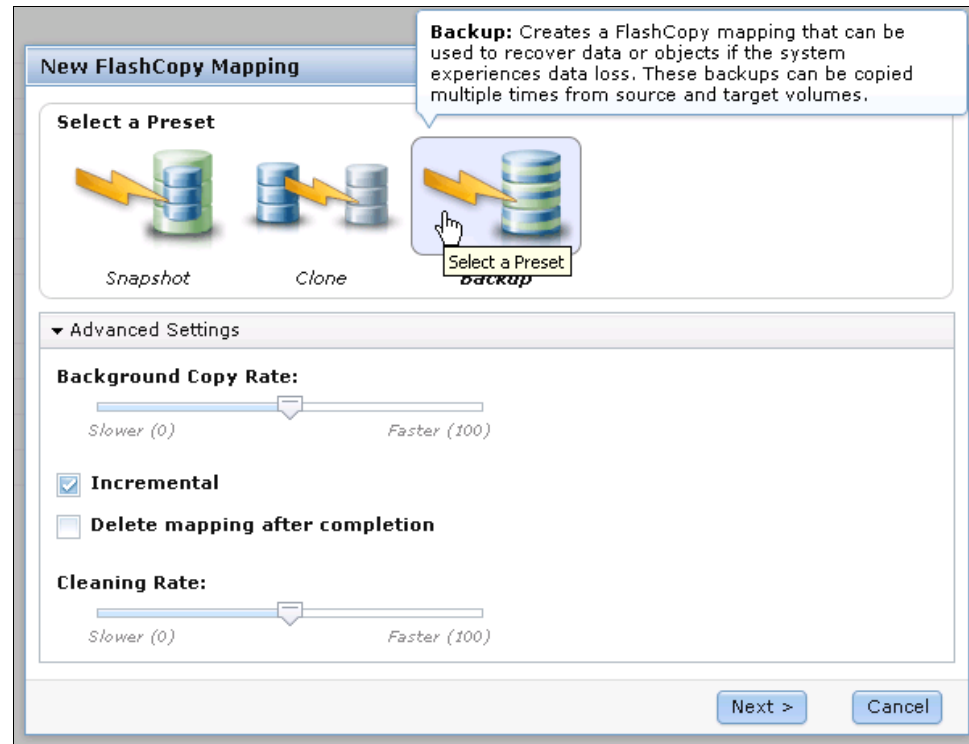 Backup: Creates a FlashCopy mapping that can be
used to recover data or objects if the system
experiences data loss. These backups can be copied
multiple times from source and target volumes.
New FlashCopy Mapping
Select a Preset
Select a Preset
Snapshot
Clone
Backup
Advanced Settings
Background Copy Rate:
Slower (0)
Faster (100)
Incremental
Delete mapping after completion
Cleaning Rate:
Slower (0)
Faster (100)
Next >
Cancel